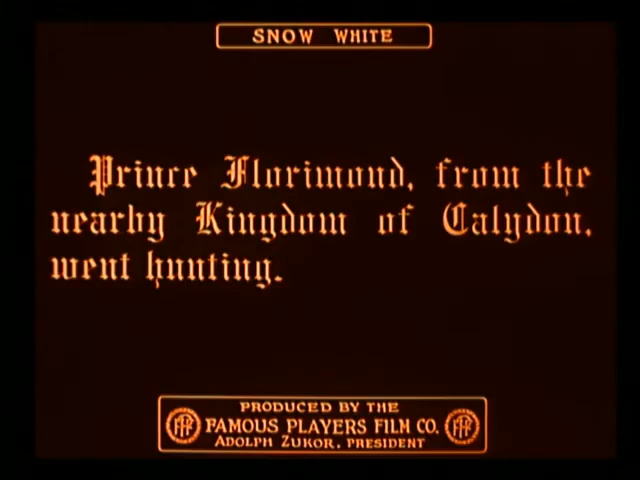 SNOW WHITE
Prince Florimond, from the
nearby Kingdom of Calydon,
went hunting.
PRODUCED BY THE
FAMOUS PLAYERS FILM CO.
ADOLPH ZUKOR, PRESIDENT